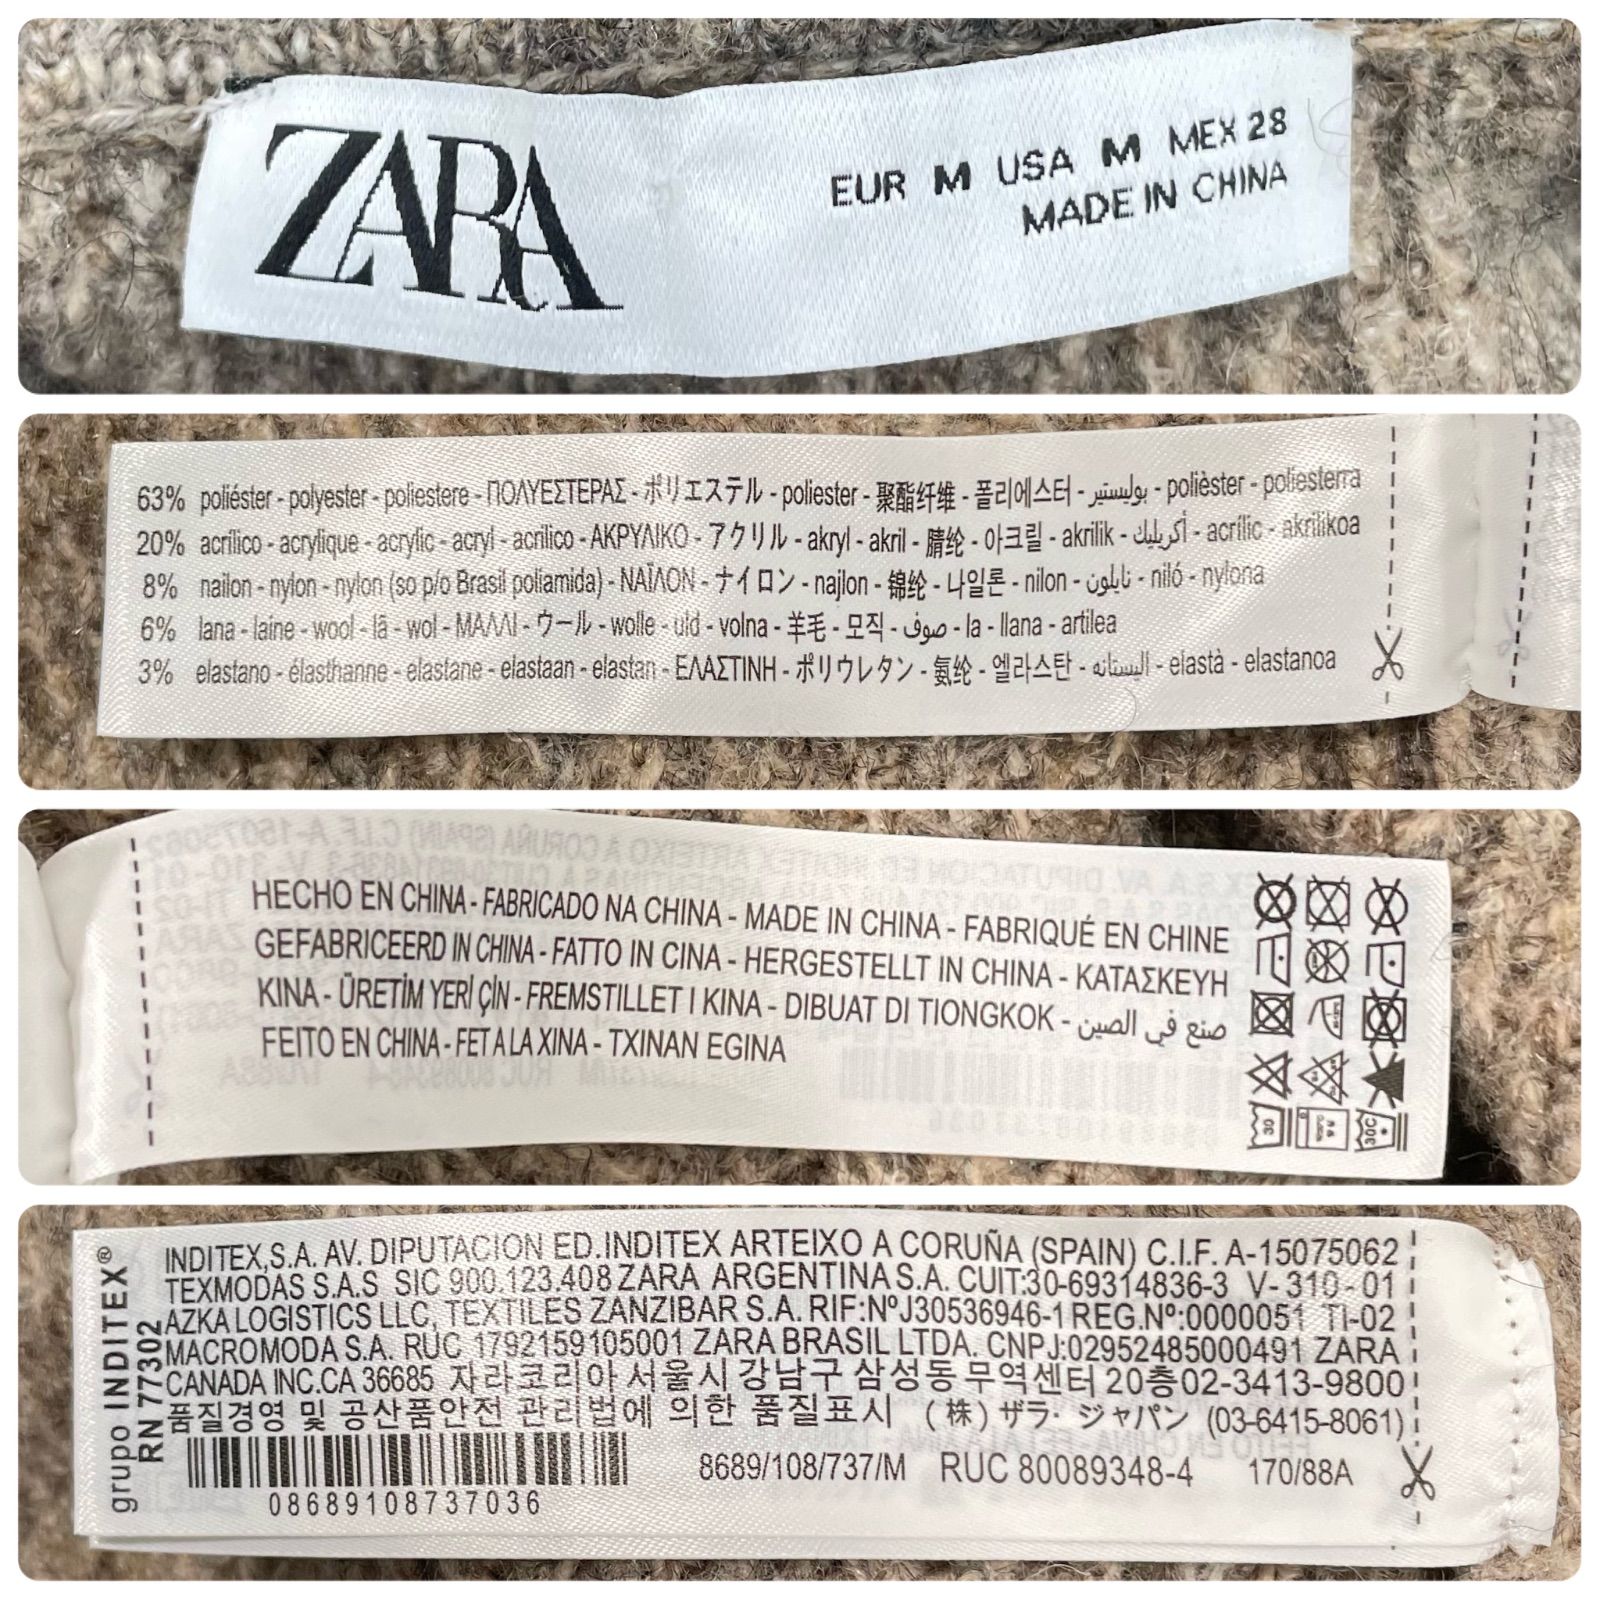 ZARA
EUR M USA M MEX 28
MADE IN CHINA
63% poliéster - polyester - poliestere - ΠΟΛΥΕΣΤΕΡΑΣ - ポリエステル - poliester - 聚酯纤维 - 폴리에스터 - بوليستير - polièster - poliesterra
20% acrílico - acrylique - acrylic - acryl - acrilico - ΑΚΡΥΛΙΚΟ - アクリル - akryl - akril - 腈纶 - 아크릴 - akrilik - أكريليك - acrílic - akrilikoa
8% nailon - nylon - nylon (so p/o Brasil poliamida) - ΝΑΪΛΟΝ - ナイロン - najlon - 锦纶 - 나일론 - nilon - نايلون - niló - nylona
6% lana - laine - wool - lã - wol - ΜΑΛΛΙ - ウール - wolle - uld - volna - 羊毛 - 모직 - صوف - la - llana - artilea
3% elastano - élasthanne - elastane - elastaan - elastan - ΕΛΑΣΤΙΝΗ - ポリウレタン - 氨纶 - 엘라스탄 - اليستانه - elastà - elastanoa
HECHO EN CHINA - FABRICADO NA CHINA - MADE IN CHINA - FABRIQUÉ EN CHINE
GEFABRICEERD IN CHINA - FATTO IN CINA - HERGESTELLT IN CHINA - ΚΑΤΑΣΚΕΥΗ
KINA - ÜRETİM YERİ ÇİN - FREMSTILLET I KINA - DIBUAT DI TIONGKOK - صنع في الصين
FEITO EN CHINA - FET A LA XINA - TXINAN EGINA
30
30C
grupo INDITEX®
RN 77302
INDITEX,S.A. AV. DIPUTACION ED.INDITEX ARTEIXO A CORUÑA (SPAIN) C.I.F. A-15075062
TEXMODAS S.A.S SIC 900.123.408 ZARA ARGENTINA S.A. CUIT:30-69314836-3 V-310-01
AZKA LOGISTICS LLC, TEXTILES ZANZIBAR S.A. RIF:NºJ30536946-1 REG.Nº:0000051 TI-02
MACROMODA S.A. RUC 1792159105001 ZARA BRASIL LTDA. CNPJ:02952485000491 ZARA
CANADA INC.CA 36685 자라코리아 서울시 강남구 삼성동 무역센터 20층02-3413-9800
품질경영 및 공산품안전 관리법에 의한 품질표시 (株) ザラ・ジャパン (03-6415-8061)
8689/108/737/M RUC 80089348-4 170/88A
08689108737036